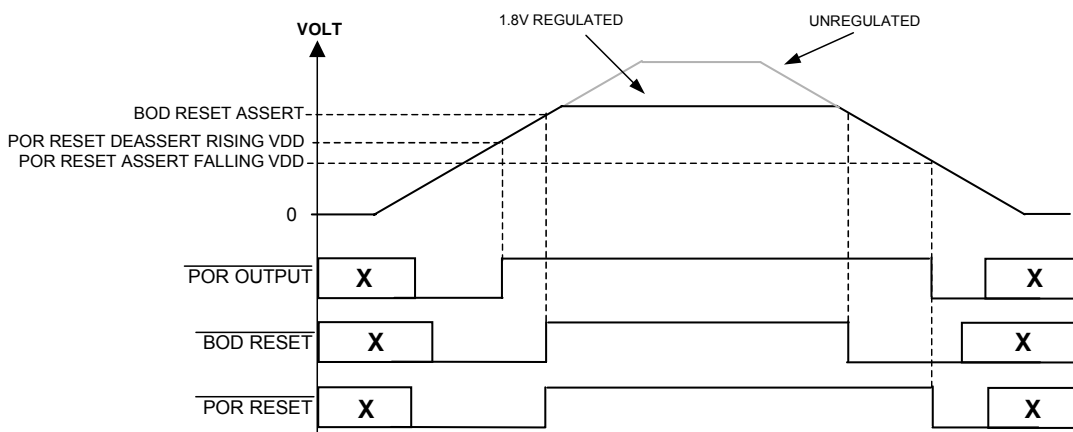 1.8V REGULATED
UNREGULATED
VOLT
BOD RESET ASSERT
POR RESET DEASSERT RISING VDD
POR RESET ASSERT FALLING VDD
0
POR OUTPUT
X
X
BOD RESET
X
X
POR RESET
X
X